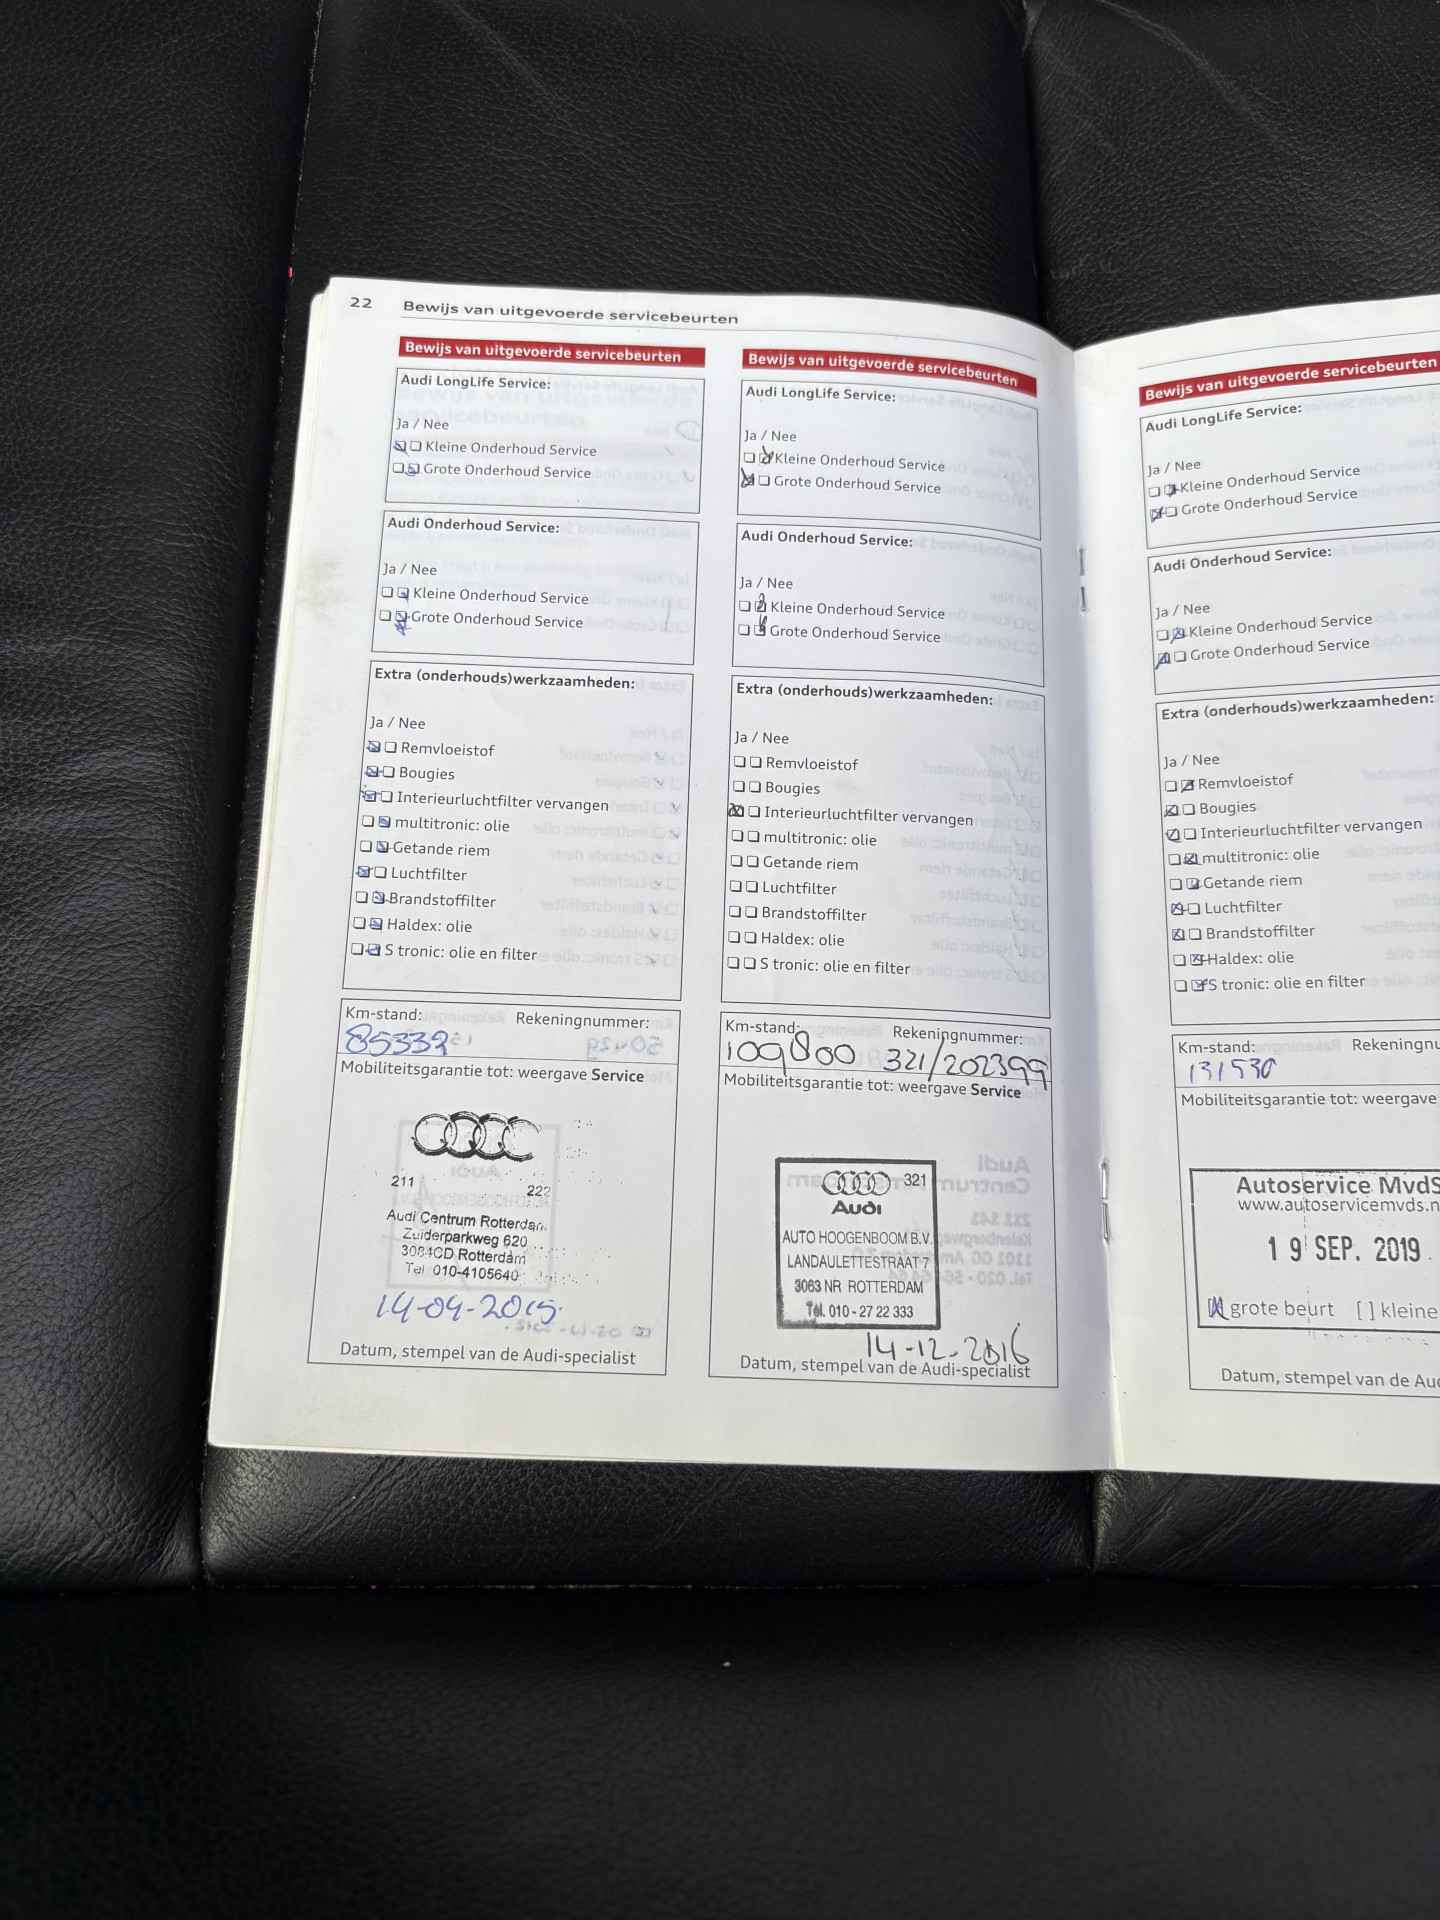 22 Bewijs van uitgevoerde servicebeurten
Bewijs van uitgevoerde servicebeurten
Audi LongLife Service:
Ja / Nee
Kleine Onderhoud Service
Grote Onderhoud Service
Audi Onderhoud Service:
Ja / Nee
Kleine Onderhoud Service
Grote Onderhoud Service
Extra (onderhouds)werkzaamheden:
Ja / Nee
Remvloeistof
Bougies
Interieurluchtfilter vervangen
multitronic: olie
Getande riem
Luchtfilter
Brandstoffilter
Haldex: olie
S tronic: olie en filter
Km-stand: Rekeningnummer:
85339
Mobiliteitsgarantie tot: weergave Service
211 222
Audi Centrum Rotterdam
Zuiderparkweg 620
3084CD Rotterdam
Tel 010-4105640
14-04-2015
Datum, stempel van de Audi-specialist
Bewijs van uitgevoerde servicebeurten
Audi LongLife Service:
Ja / Nee
Kleine Onderhoud Service
Grote Onderhoud Service
Audi Onderhoud Service:
Ja / Nee
Kleine Onderhoud Service
Grote Onderhoud Service
Extra (onderhouds)werkzaamheden:
Ja / Nee
Remvloeistof
Bougies
Interieurluchtfilter vervangen
multitronic: olie
Getande riem
Luchtfilter
Brandstoffilter
Haldex: olie
S tronic: olie en filter
Km-stand: Rekeningnummer:
109800 321/202399
Mobiliteitsgarantie tot: weergave Service
321
Audi
AUTO HOOGENBOOM B.V.
LANDAULETTESTRAAT 7
3063 NR ROTTERDAM
Tel. 010 - 27 22 333
14-12-2016
Datum, stempel van de Audi-specialist
Bewijs van uitgevoerde servicebeurten
Audi LongLife Service:
Ja / Nee
Kleine Onderhoud Service
Grote Onderhoud Service
Audi Onderhoud Service:
Ja / Nee
Kleine Onderhoud Service
Grote Onderhoud Service
Extra (onderhouds)werkzaamheden:
Ja / Nee
Remvloeistof
Bougies
Interieurluchtfilter vervangen
multitronic: olie
Getande riem
Luchtfilter
Brandstoffilter
Haldex: olie
S tronic: olie en filter
Km-stand: Rekeningnu
131530
Mobiliteitsgarantie tot: weergave
Autoservice MvdS
www.autoservicemvds.n
19 SEP. 2019
[X] grote beurt [ ] kleine
Datum, stempel van de Au